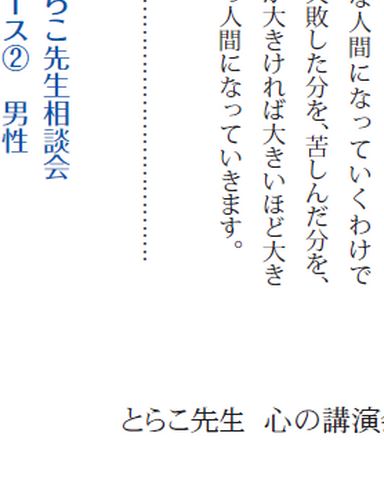 な人間になっていくわけで
失敗した分を、苦しんだ分を、
が大きければ大きいほど大き
人間になっていきます。
らこ先生相談会
ース② 男性
とらこ先生 心の講演会